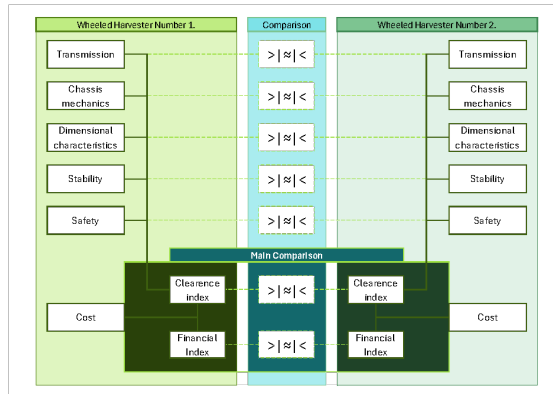 Wheeled Harvester Number 1. Comparison Wheeled Harvester Number 2.
Transmission >|≈|< Transmission
Chassis
mechanics >|≈|< Chassis
mechanics
Dimensional
characteristics >|≈|< Dimensional
characteristics
Stability >|≈|< Stability
Safety >|≈|< Safety
Main Comparison
Clearence
index >|≈|< Clearence
index
Cost Cost
Financial
Index >|≈|< Financial
Index